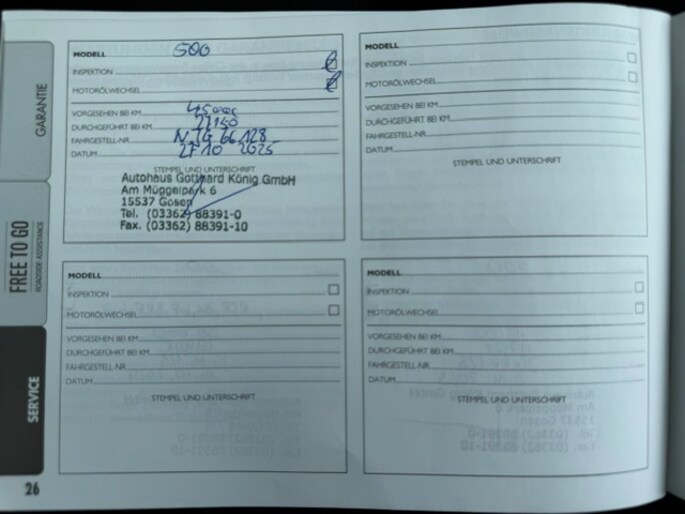 GARANTIE
FREE TO GO
ROADSIDE ASSISTANCE
SERVICE
MODELL 500
INSPEKTION
MOTORÖLWECHSEL
VORGESEHEN BEI KM 45000
DURCHGEFÜHRT BEI KM
FAHRGESTELL-NR.
DATUM 27 10 2025
STEMPEL UND UNTERSCHRIFT
Autohaus Gotthard König GmbH
Am Müggelpark 6
15537 Gosen
Tel. (03362) 88391-0
Fax. (03362) 88391-10
MODELL
INSPEKTION
MOTORÖLWECHSEL
VORGESEHEN BEI KM
DURCHGEFÜHRT BEI KM
FAHRGESTELL-NR.
DATUM
STEMPEL UND UNTERSCHRIFT
MODELL
INSPEKTION
MOTORÖLWECHSEL
VORGESEHEN BEI KM
DURCHGEFÜHRT BEI KM
FAHRGESTELL-NR.
DATUM
STEMPEL UND UNTERSCHRIFT
MODELL
INSPEKTION
MOTORÖLWECHSEL
VORGESEHEN BEI KM
DURCHGEFÜHRT BEI KM
FAHRGESTELL-NR.
DATUM
STEMPEL UND UNTERSCHRIFT
26